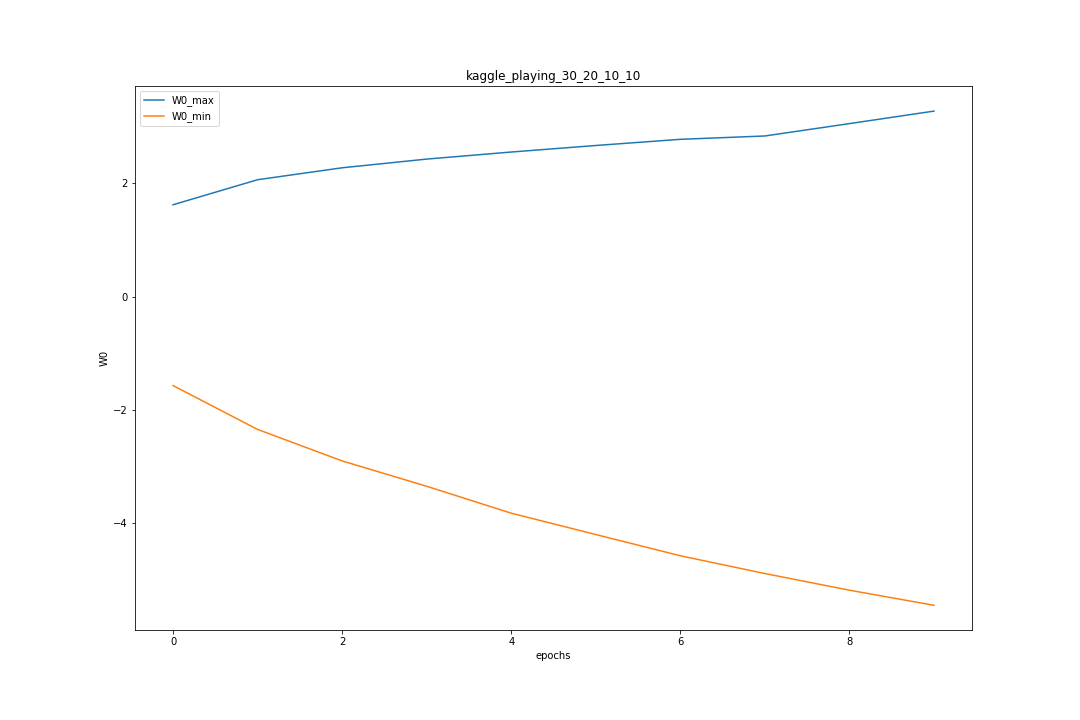 kaggle_playing_30_20_10_10
W0_max
W0_min
2
0
−2
−4
W0
0 2 4 6 8
epochs